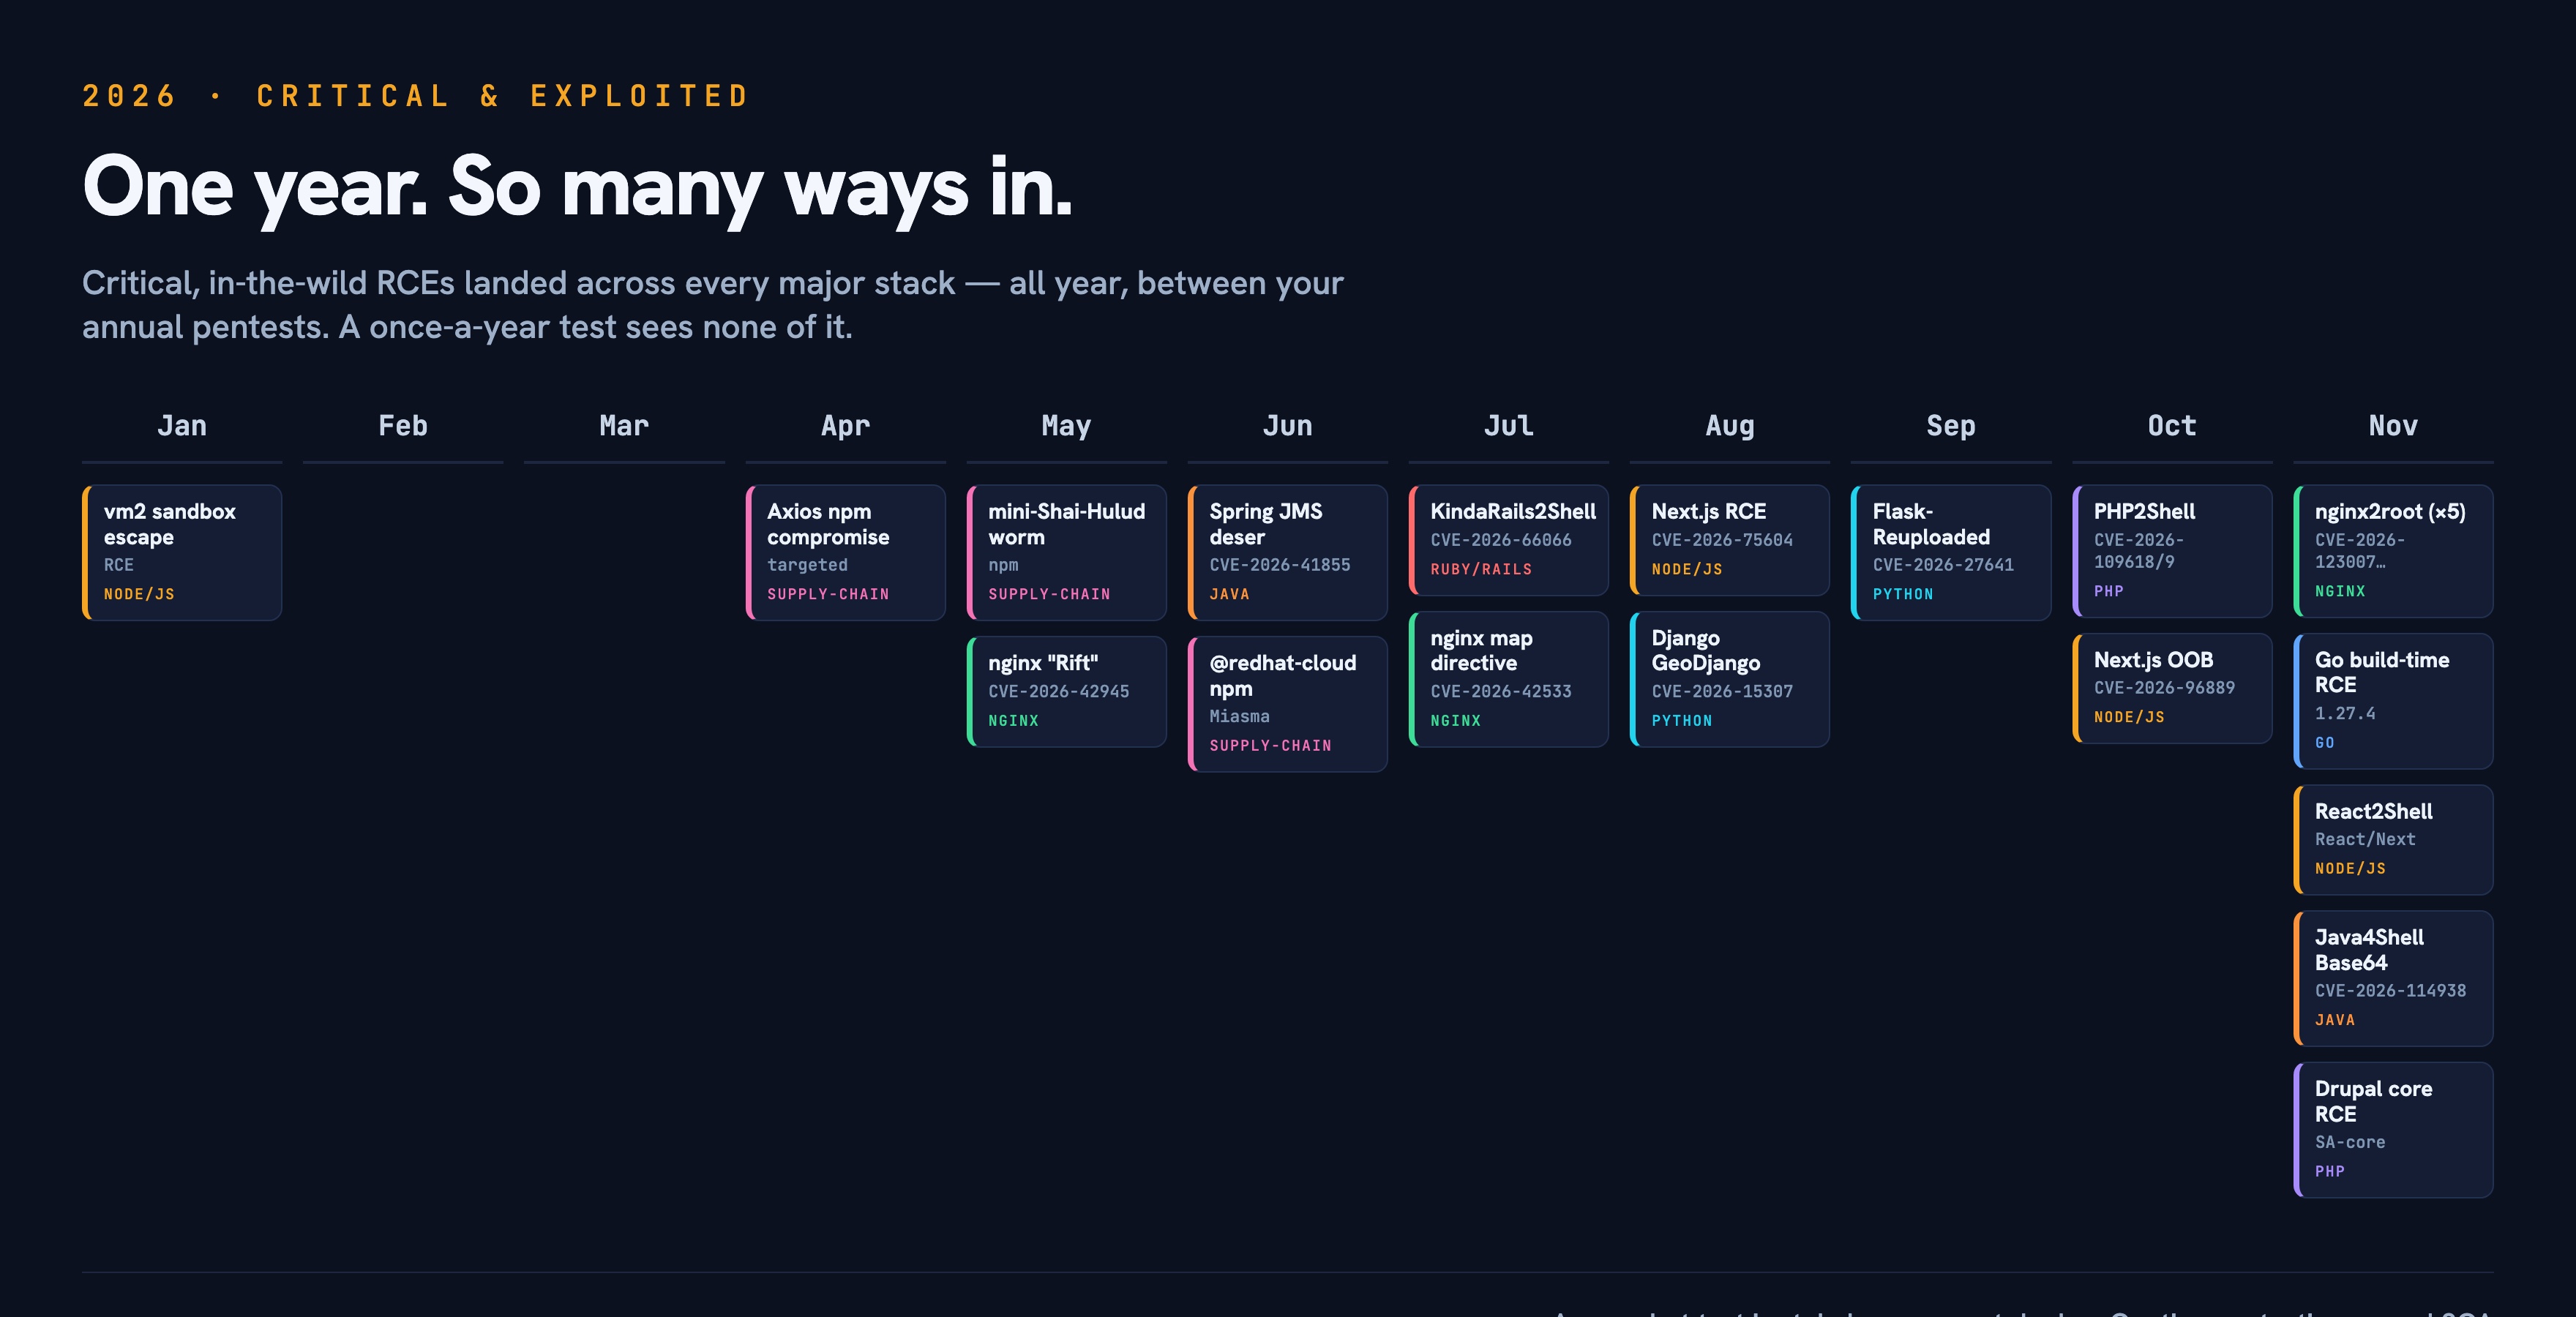 2026 · CRITICAL & EXPLOITED
One year. So many ways in.
Critical, in-the-wild RCEs landed across every major stack — all year, between your
annual pentests. A once-a-year test sees none of it.
Jan
vm2 sandbox
escape
RCE
NODE/JS
Feb
Mar
Apr
Axios npm
compromise
targeted
SUPPLY-CHAIN
May
mini-Shai-Hulud
worm
npm
SUPPLY-CHAIN
nginx "Rift"
CVE-2026-42945
NGINX
Jun
Spring JMS
deser
CVE-2026-41855
JAVA
@redhat-cloud
npm
Miasma
SUPPLY-CHAIN
Jul
KindaRails2Shell
CVE-2026-66066
RUBY/RAILS
nginx map
directive
CVE-2026-42533
NGINX
Aug
Next.js RCE
CVE-2026-75604
NODE/JS
Django
GeoDjango
CVE-2026-15307
PYTHON
Sep
Flask-
Reuploaded
CVE-2026-27641
PYTHON
Oct
PHP2Shell
CVE-2026-
109618/9
PHP
Next.js OOB
CVE-2026-96889
NODE/JS
Nov
nginx2root (×5)
CVE-2026-
123007…
NGINX
Go build-time
RCE
1.27.4
GO
React2Shell
React/Next
NODE/JS
Java4Shell
Base64
CVE-2026-114938
JAVA
Drupal core
RCE
SA-core
PHP